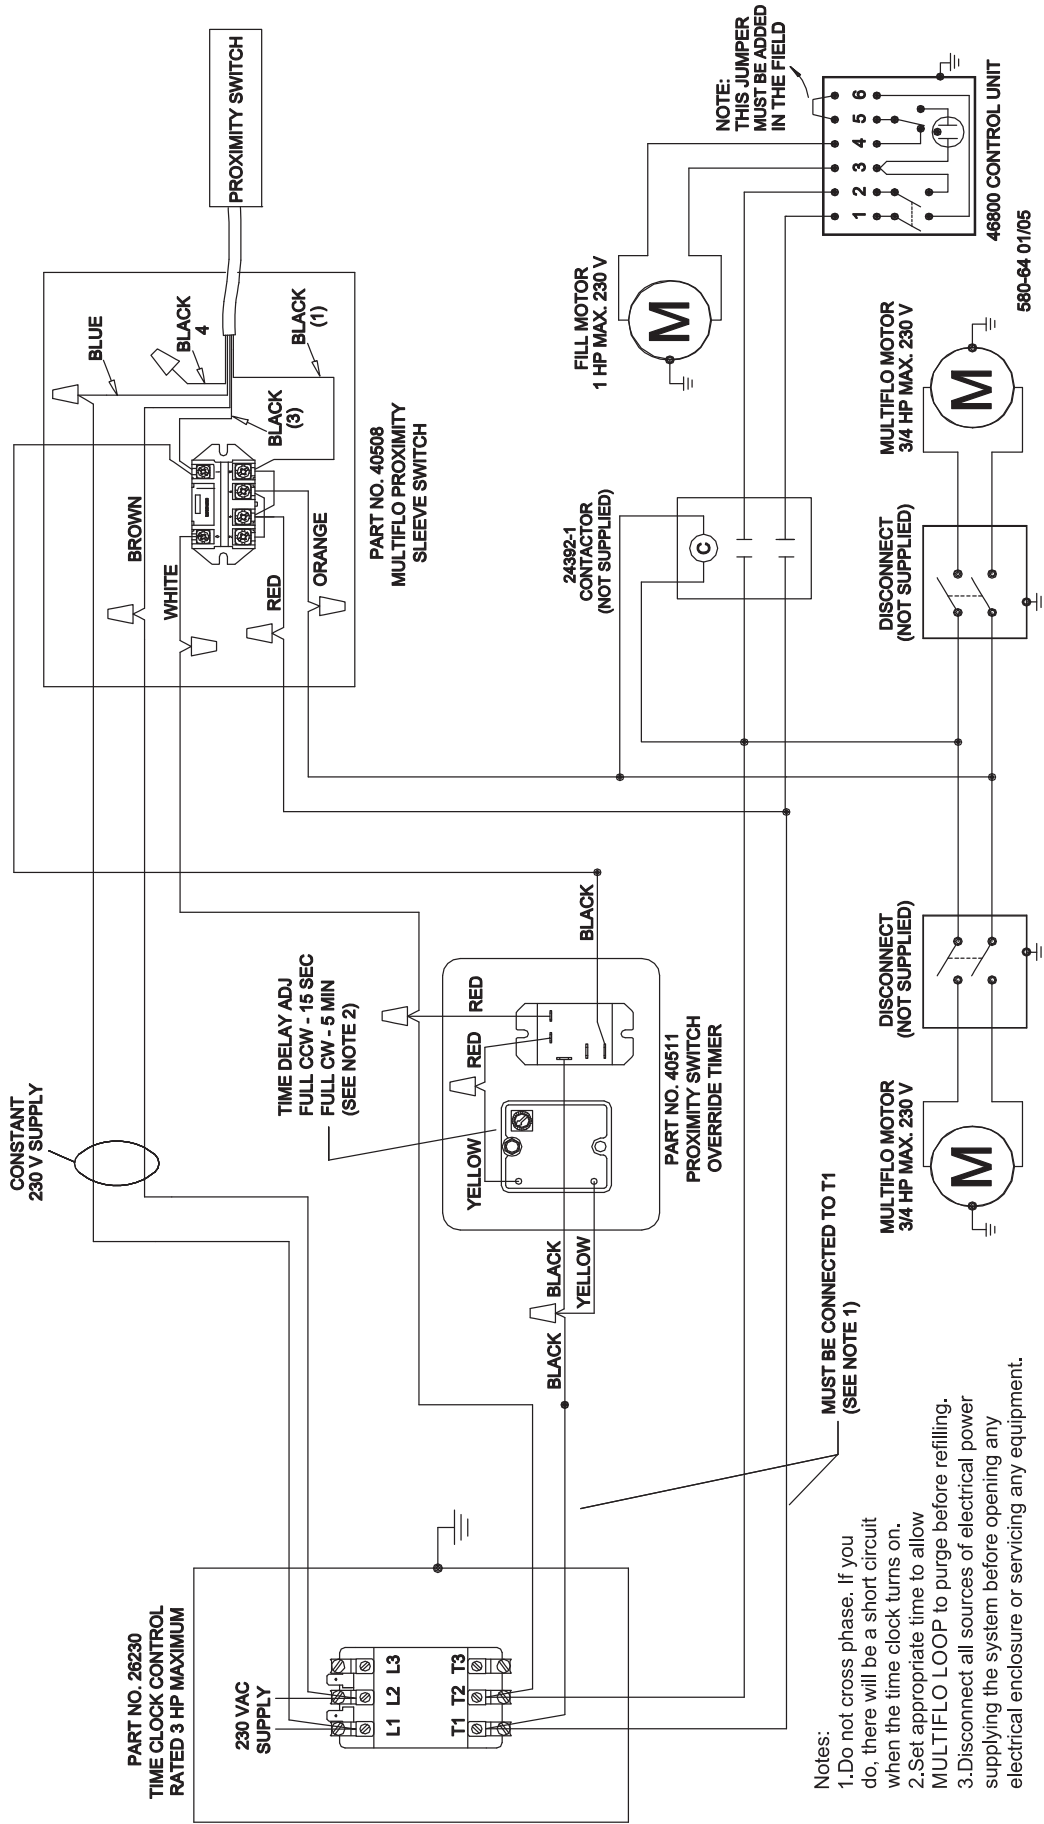 PART NO. 26230
TIME CLOCK CONTROL
RATED 3 HP MAXIMUM
230 VAC
SUPPLY
L1
L2
L3
T1
T2
T3
CONSTANT
230 V SUPPLY
TIME DELAY ADJ
FULL CCW - 15 SEC
FULL CW - 5 MIN
(SEE NOTE 2)
YELLOW
RED
RED
BLACK
BLACK
BLACK
YELLOW
PART NO. 40511
PROXIMITY SWITCH
OVERRIDE TIMER
MUST BE CONNECTED TO T1
(SEE NOTE 1)
BROWN
WHITE
RED
ORANGE
BLUE
BLACK
4
BLACK
(3)
BLACK
(1)
PROXIMITY SWITCH
PART NO. 40508
MULTIFLO PROXIMITY
SLEEVE SWITCH
24392-1
CONTACTOR
(NOT SUPPLIED)
C
FILL MOTOR
1 HP MAX. 230 V
M
NOTE:
THIS JUMPER
MUST BE ADDED
IN THE FIELD
1 2 3 4 5 6
46800 CONTROL UNIT
MULTIFLO MOTOR
3/4 HP MAX. 230 V
M
DISCONNECT
(NOT SUPPLIED)
DISCONNECT
(NOT SUPPLIED)
MULTIFLO MOTOR
3/4 HP MAX. 230 V
M
580-64 01/05
Notes:
1.Do not cross phase. If you
do, there will be a short circuit
when the time clock turns on.
2.Set appropriate time to allow
MULTIFLO LOOP to purge before refilling.
3.Disconnect all sources of electrical power
supplying the system before opening any
electrical enclosure or servicing any equipment.